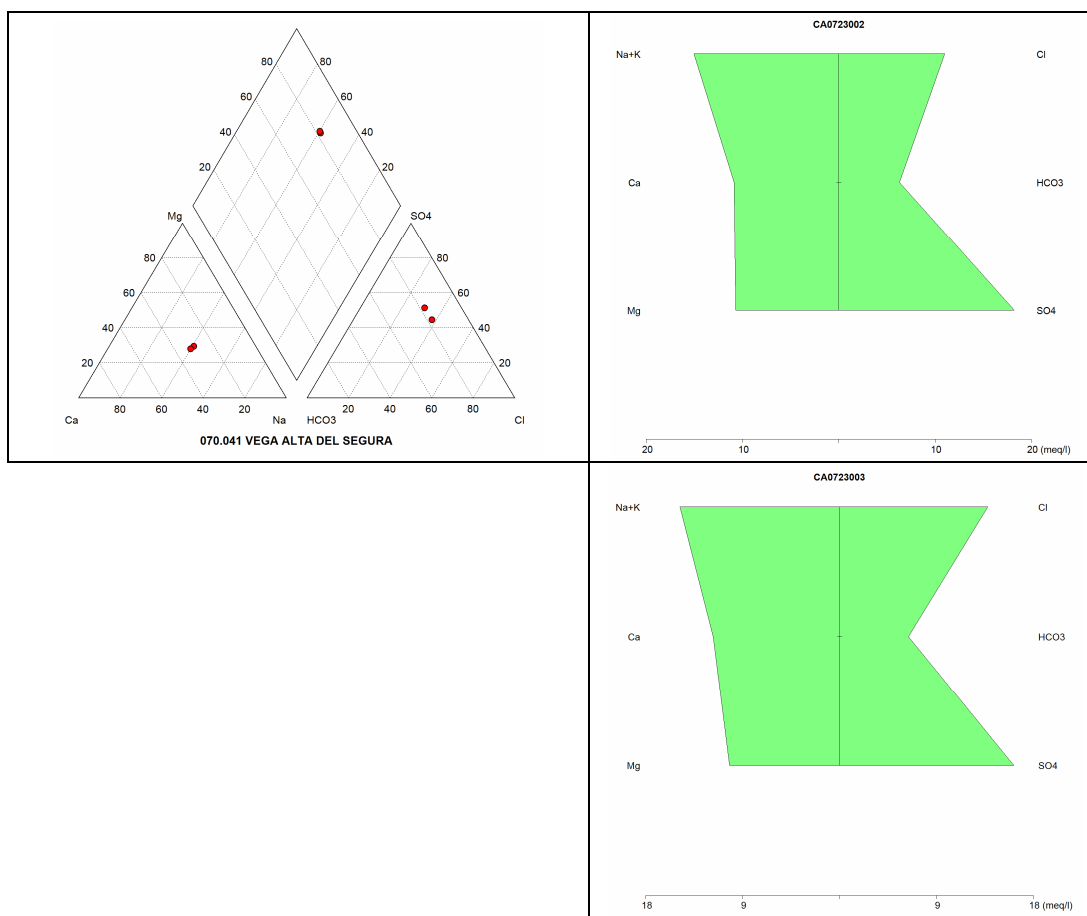 80 80
60 60
40 40
20 20
Mg SO4
80 80
60 60
40 40
20 20
80 60 40 20 20 40 60 80
Ca Na HCO3 Cl
070.041 VEGA ALTA DEL SEGURA
CA0723002
Na+K Cl
Ca HCO3
Mg SO4
20 10 10 20 (meq/l)
CA0723003
Na+K Cl
Ca HCO3
Mg SO4
18 9 9 18 (meq/l)